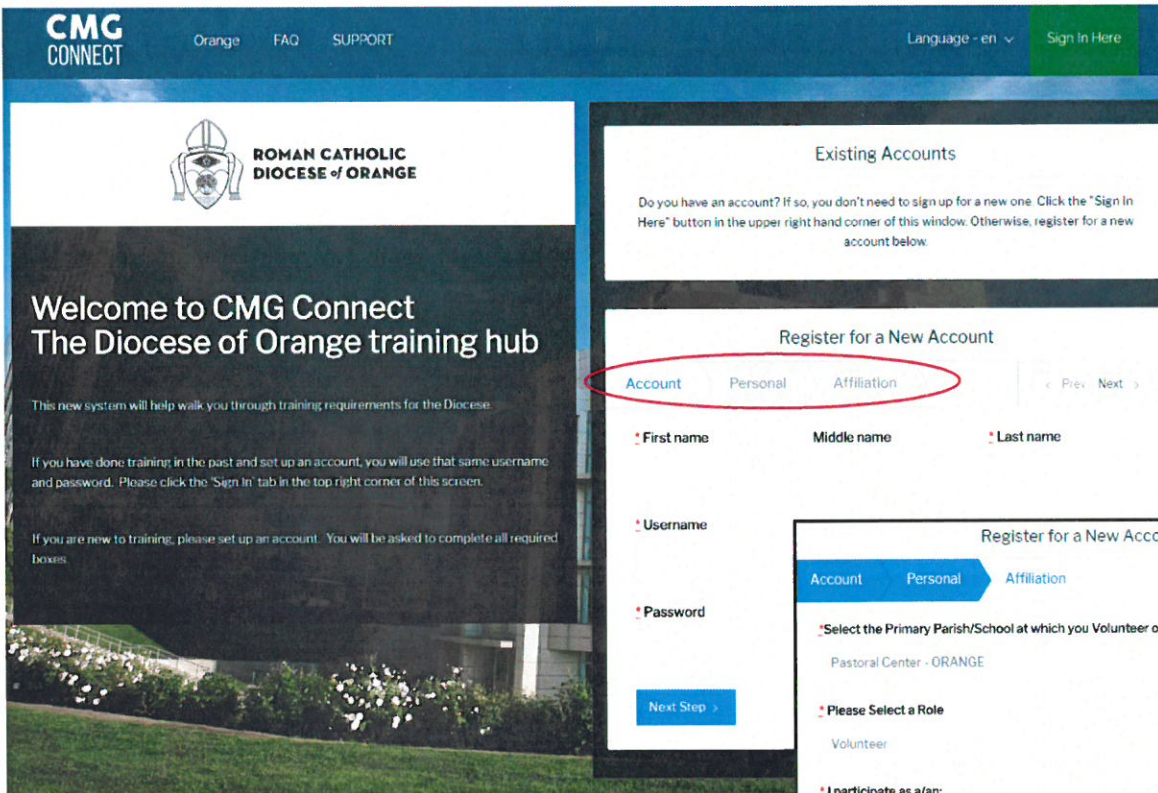 CMG
CONNECT
Orange FAQ SUPPORT
Language - en
Sign In Here
ROMAN CATHOLIC
DIOCESE of ORANGE
Welcome to CMG Connect
The Diocese of Orange training hub
This new system will help walk you through training requirements for the Diocese.
If you have done training in the past and set up an account, you will use that same username
and password. Please click the 'Sign In' tab in the top right corner of this screen.
If you are new to training, please set up an account. You will be asked to complete all required
boxes.
Existing Accounts
Do you have an account? If so, you don't need to sign up for a new one. Click the "Sign In
Here" button in the upper right hand corner of this window. Otherwise, register for a new
account below.
Register for a New Account
Account Personal Affiliation
< Prev Next >
* First name Middle name * Last name
* Username
* Password
Next Step >
Register for a New Acco
Account Personal Affiliation
*Select the Primary Parish/School at which you Volunteer o
Pastoral Center - ORANGE
* Please Select a Role
Volunteer
* I participate as a/an: